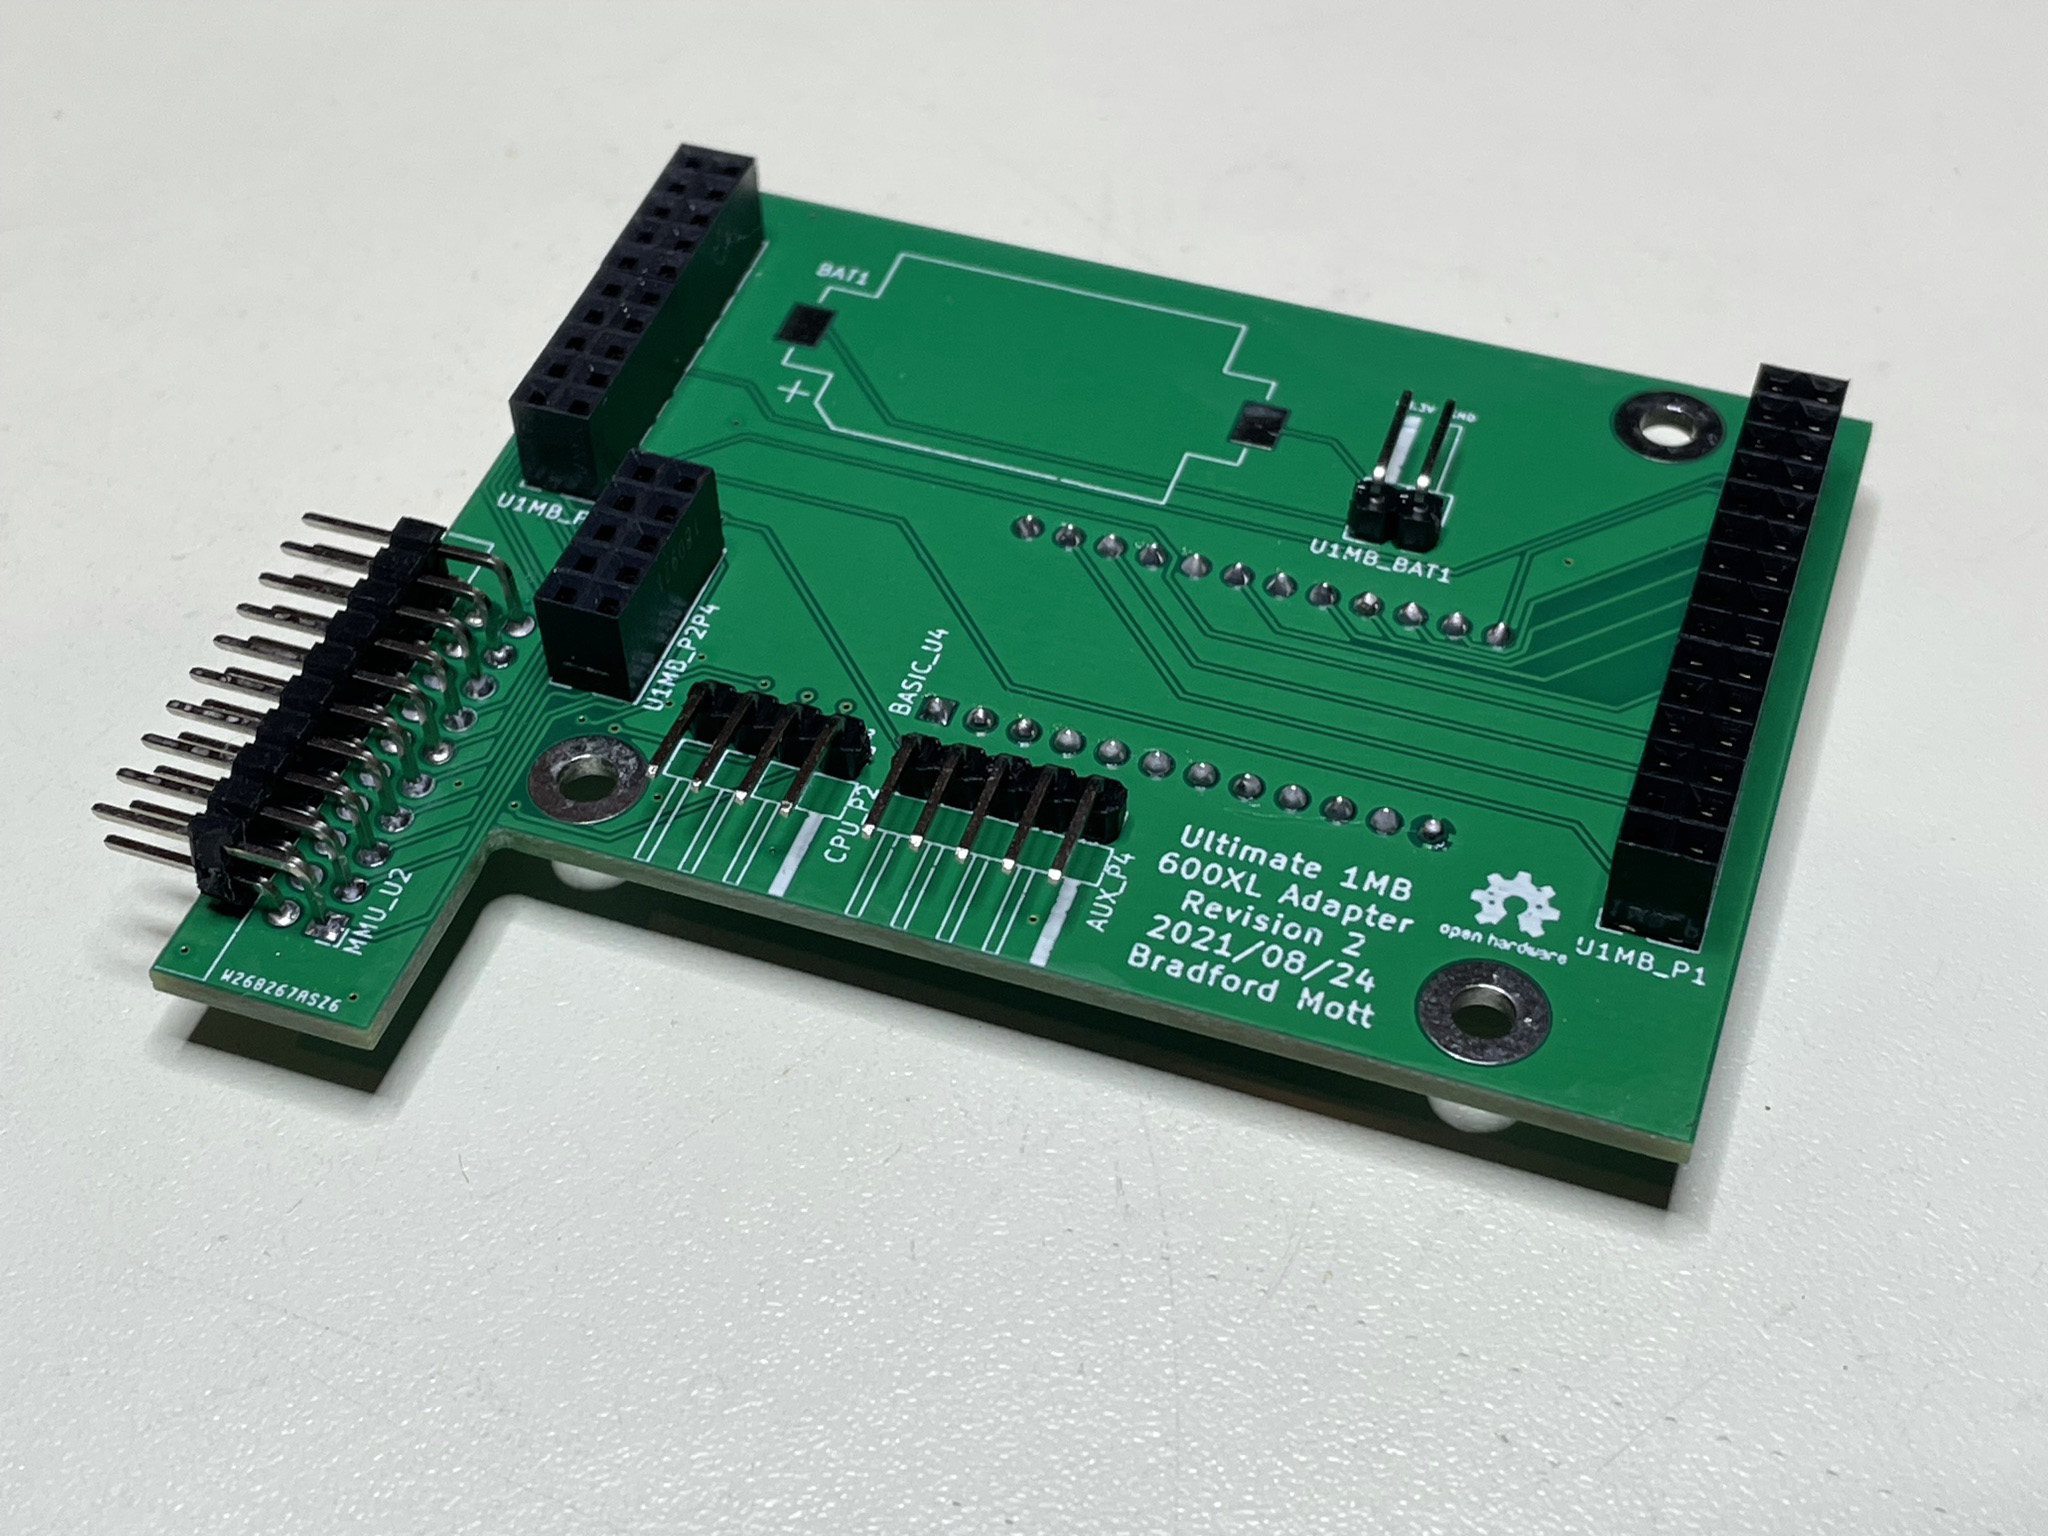 BAT1
+
U1MB_BAT1
U1MB_P2P4
BASIC_U4
CPU_P2
AUX_P4
MMU_U2
W268267ASZ6
Ultimate 1MB
600XL Adapter
Revision 2
2021/08/24
Bradford Mott
open hardware
U1MB_P1